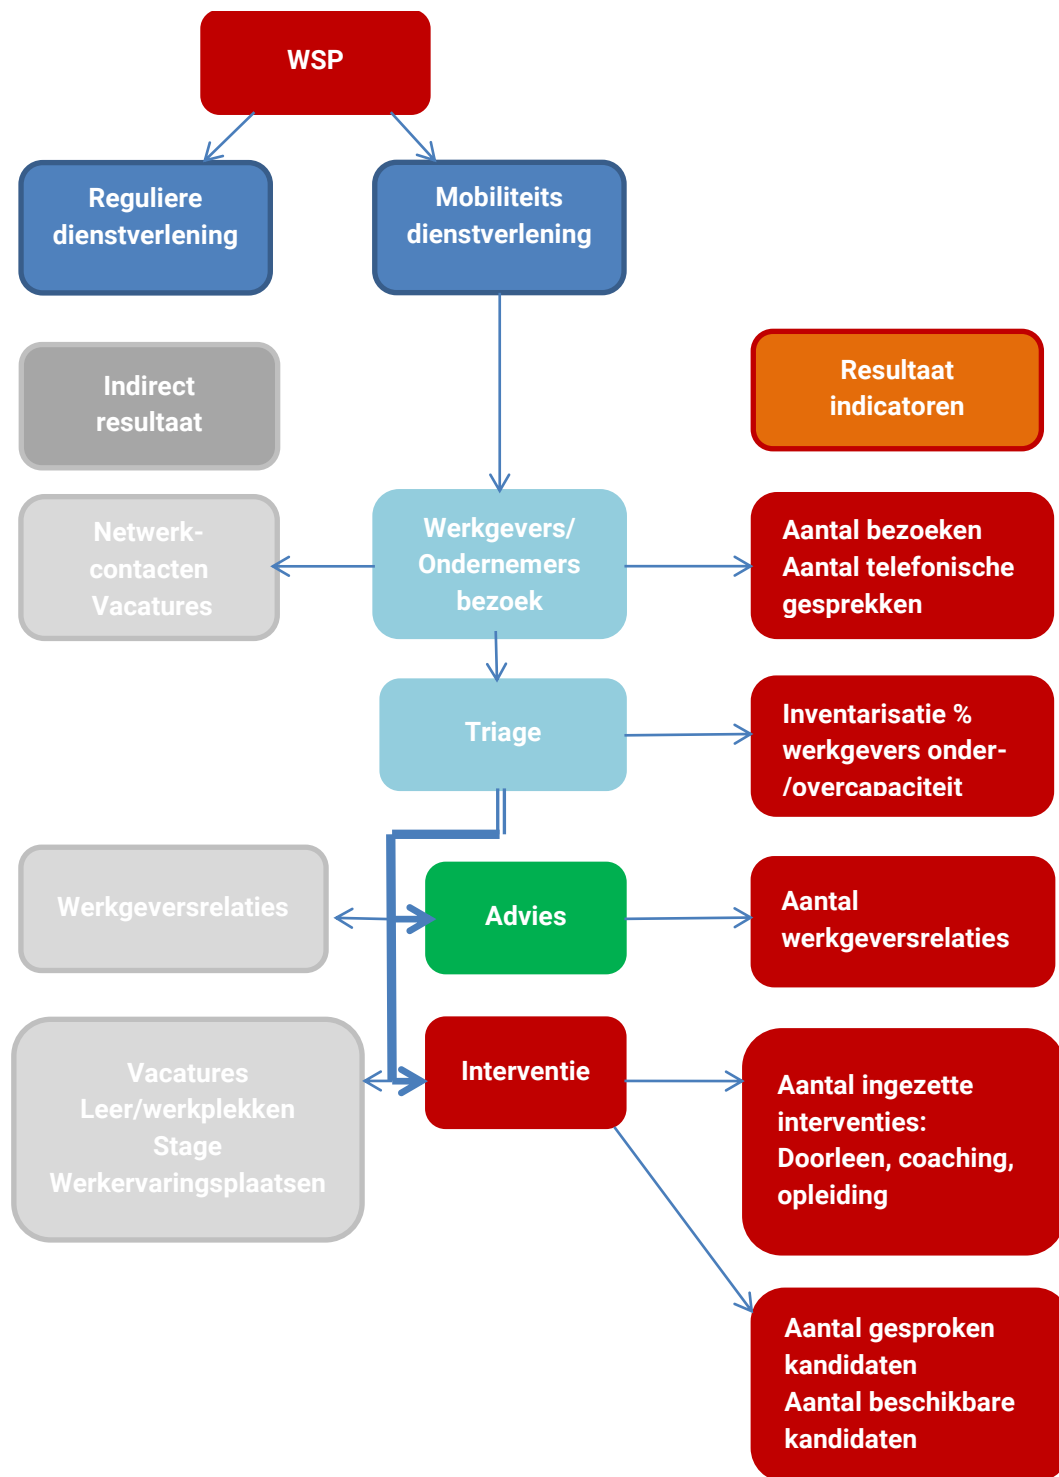 WSP
Reguliere
dienstverlening
Mobiliteits
dienstverlening
Indirect
resultaat
Resultaat
indicatoren
Netwerk-
contacten
Vacatures
Werkgevers/
Ondernemers
bezoek
Aantal bezoeken
Aantal telefonische
gesprekken
Triage
Inventarisatie %
werkgevers onder-
/overcapaciteit
Werkgeversrelaties
Advies
Aantal
werkgeversrelaties
Vacatures
Leer/werkplekken
Stage
Werkervaringsplaatsen
Interventie
Aantal ingezette
interventies:
Doorleen, coaching,
opleiding
Aantal gesproken
kandidaten
Aantal beschikbare
kandidaten